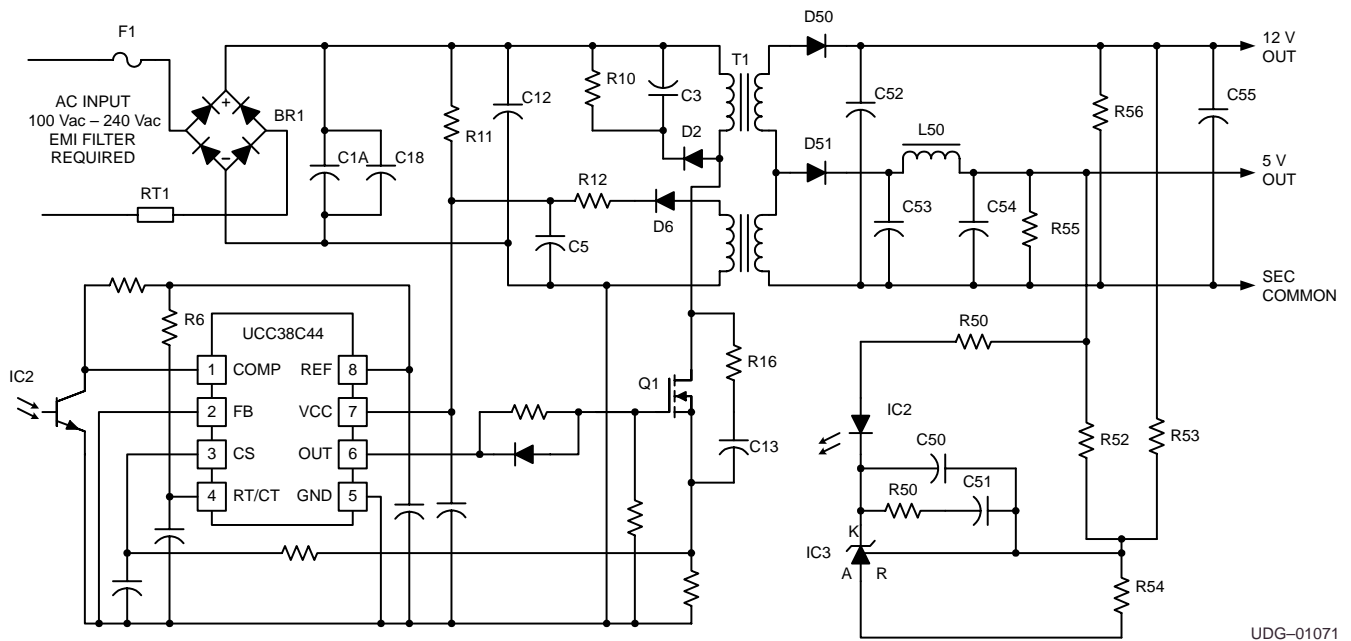 F1
D50
12 V
OUT
T1
AC INPUT
100 Vac – 240 Vac
EMI FILTER
REQUIRED
+
–
BR1
R10
C3
C12
C52
R56
C55
R11
D2
C1A
C18
D51
L50
5 V
OUT
RT1
R12
D6
C5
C53
C54
R55
SEC
COMMON
R6
UCC38C44
R50
IC2
1 COMP REF 8
2 FB VCC 7
3 CS OUT 6
4 RT/CT GND 5
Q1
R16
C13
IC2
C50
R52
R53
R50
C51
K
IC3
A R
R54
UDG–01071